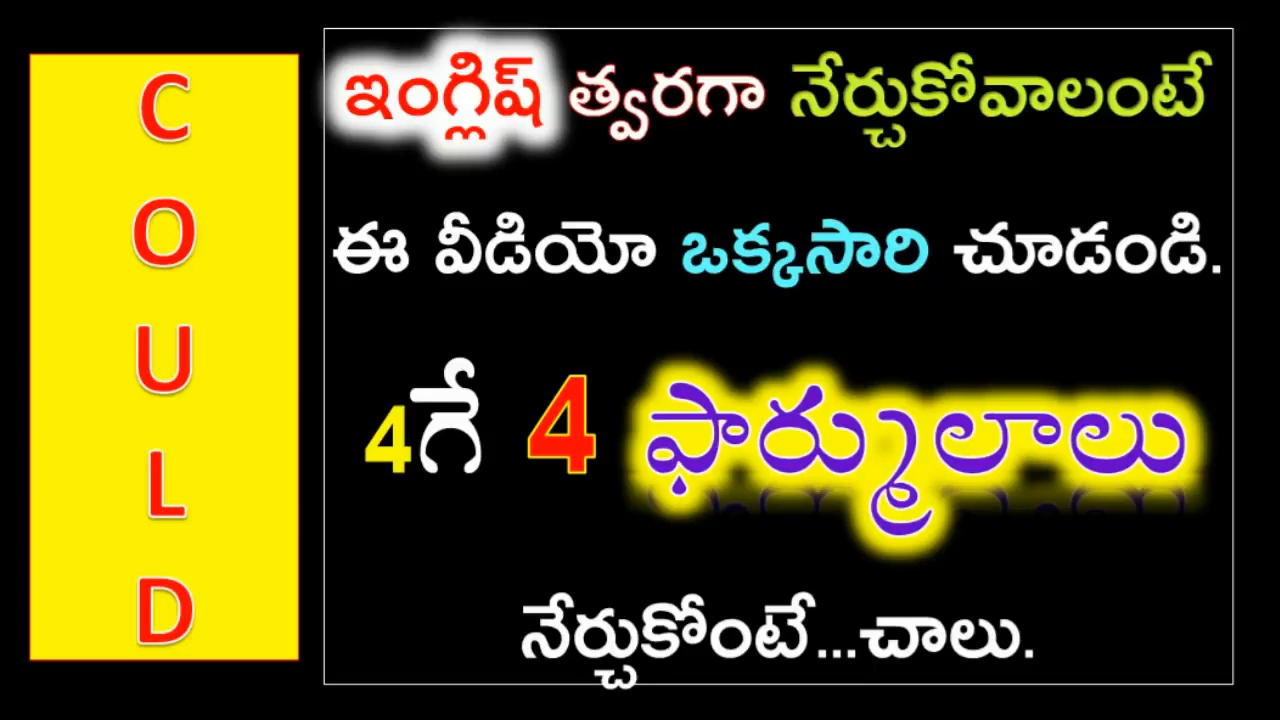 COULD
ఇంగ్లిష్ త్వరగా నేర్చుకోవాలంటే
ఈ వీడియో ఒక్కసారి చూడండి.
4గే 4 ఫార్ములాలు
నేర్చుకోంటే...చాలు.